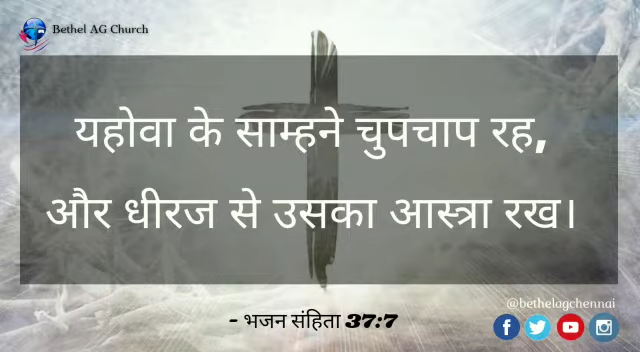 Bethel AG Church
यहोवा के साम्हने चुपचाप रह,
और धीरज से उसका आस्त्रा रख।
- भजन संहिता 37:7
@bethelagchennai